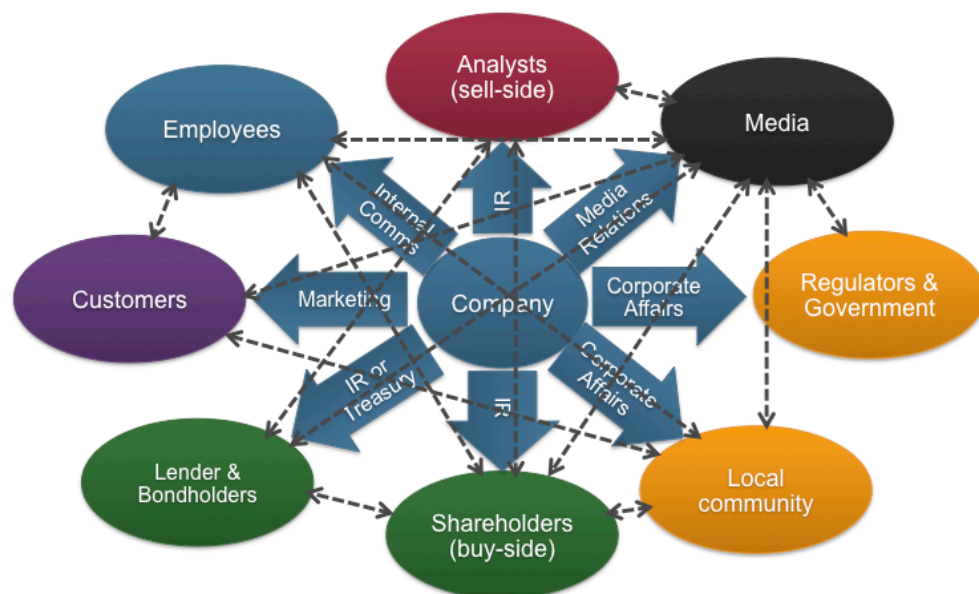 Analysts
(sell-side)
Employees
Media
Internal
Comms
IR
Media
Relations
Customers
Marketing
Company
Corporate
Affairs
Regulators &
Government
IR or
Treasury
IR
Corporate
Affairs
Lender &
Bondholders
Shareholders
(buy-side)
Local
community